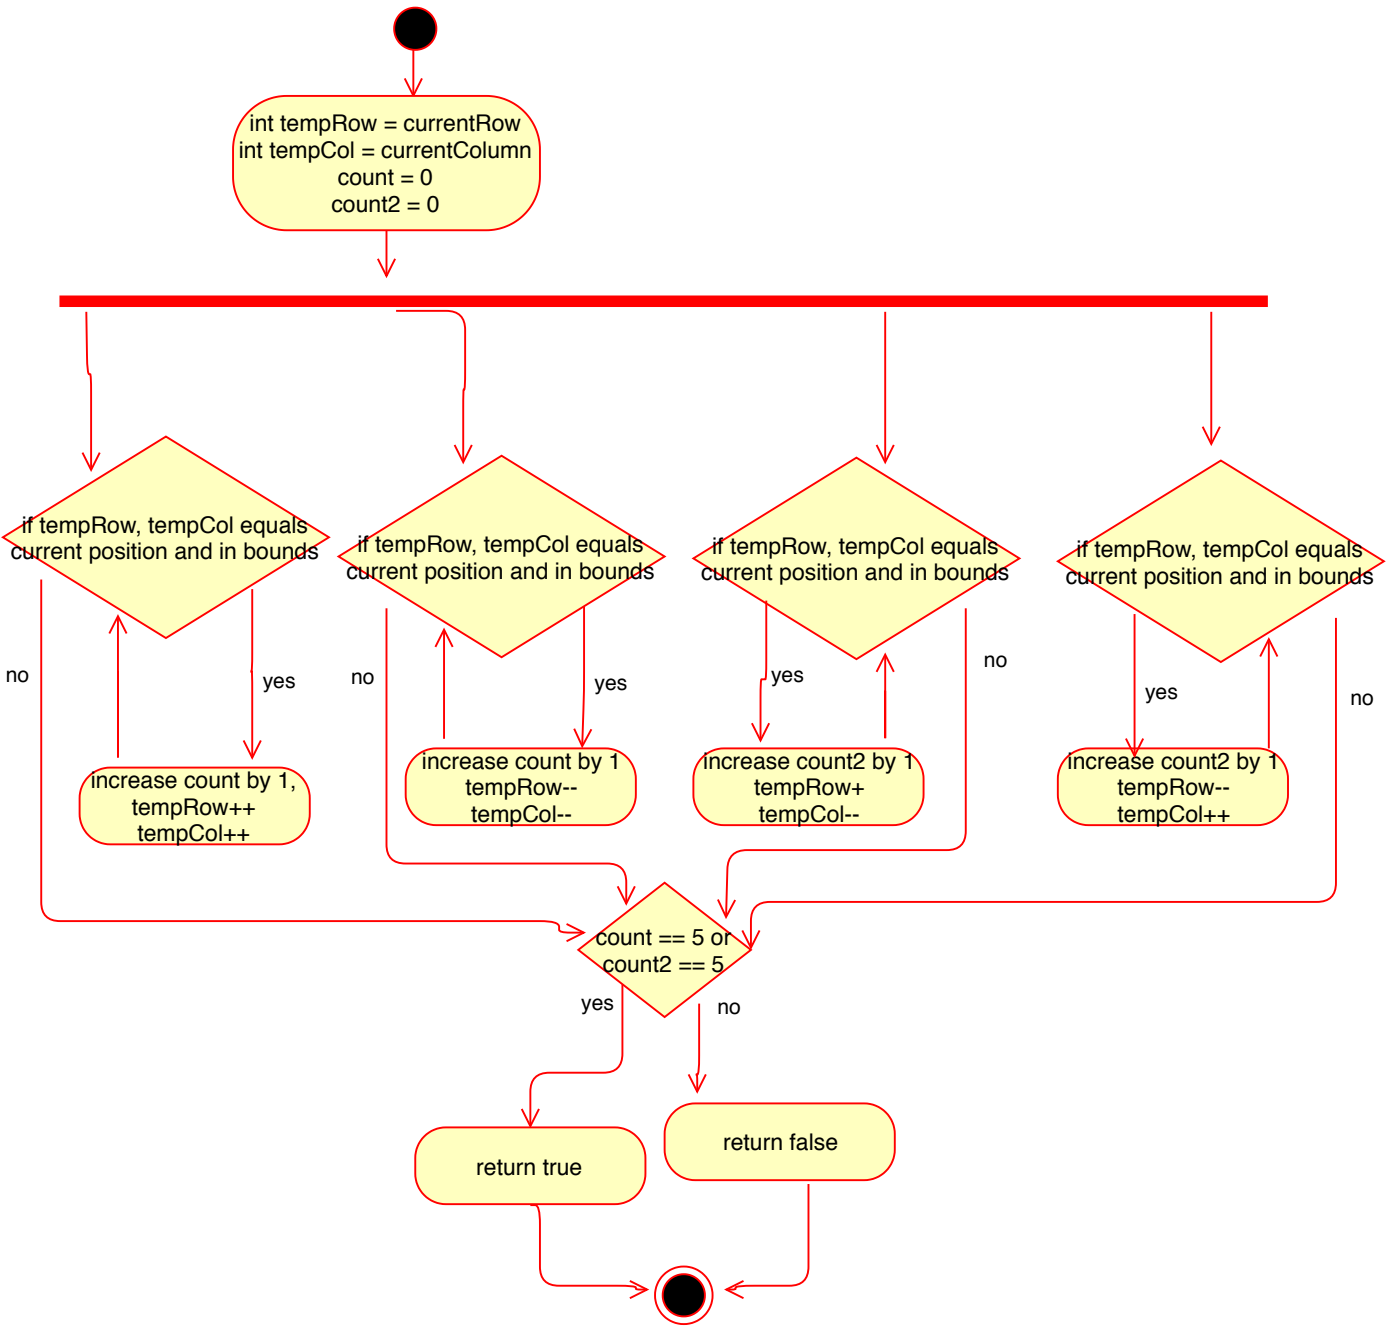 int tempRow = currentRow
int tempCol = currentColumn
count = 0
count2 = 0
if tempRow, tempCol equals
current position and in bounds
if tempRow, tempCol equals
current position and in bounds
if tempRow, tempCol equals
current position and in bounds
if tempRow, tempCol equals
current position and in bounds
no
yes
no
yes
yes
no
yes
no
increase count by 1,
tempRow++
tempCol++
increase count by 1
tempRow--
tempCol--
increase count2 by 1
tempRow+
tempCol--
increase count2 by 1
tempRow--
tempCol++
count == 5 or
count2 == 5
yes
no
return true
return false